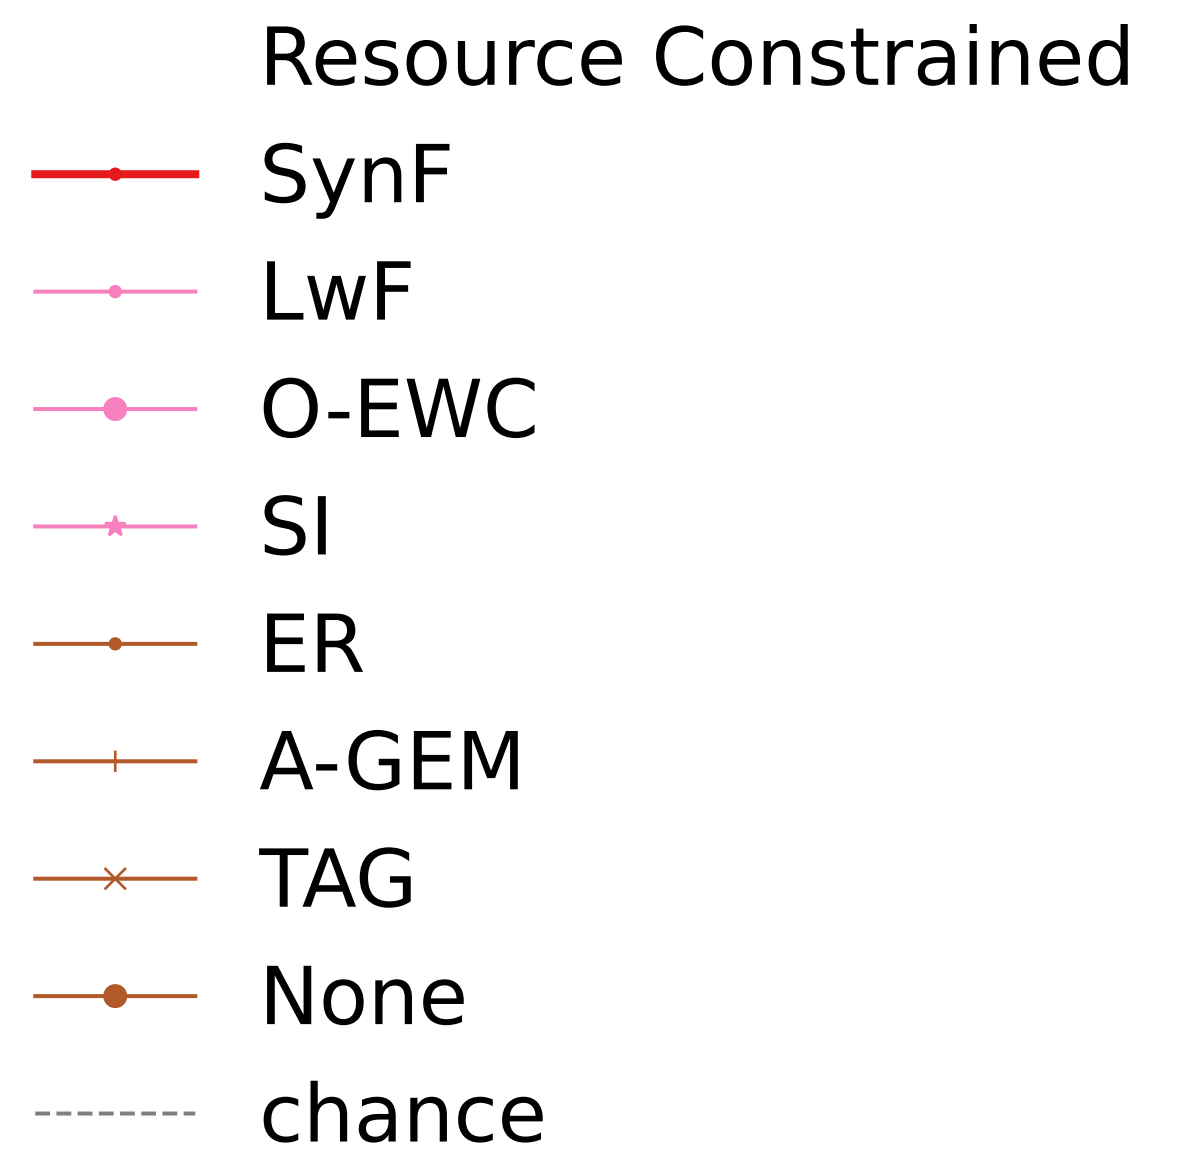 Resource Constrained
SynF
LwF
O-EWC
SI
ER
A-GEM
TAG
None
chance